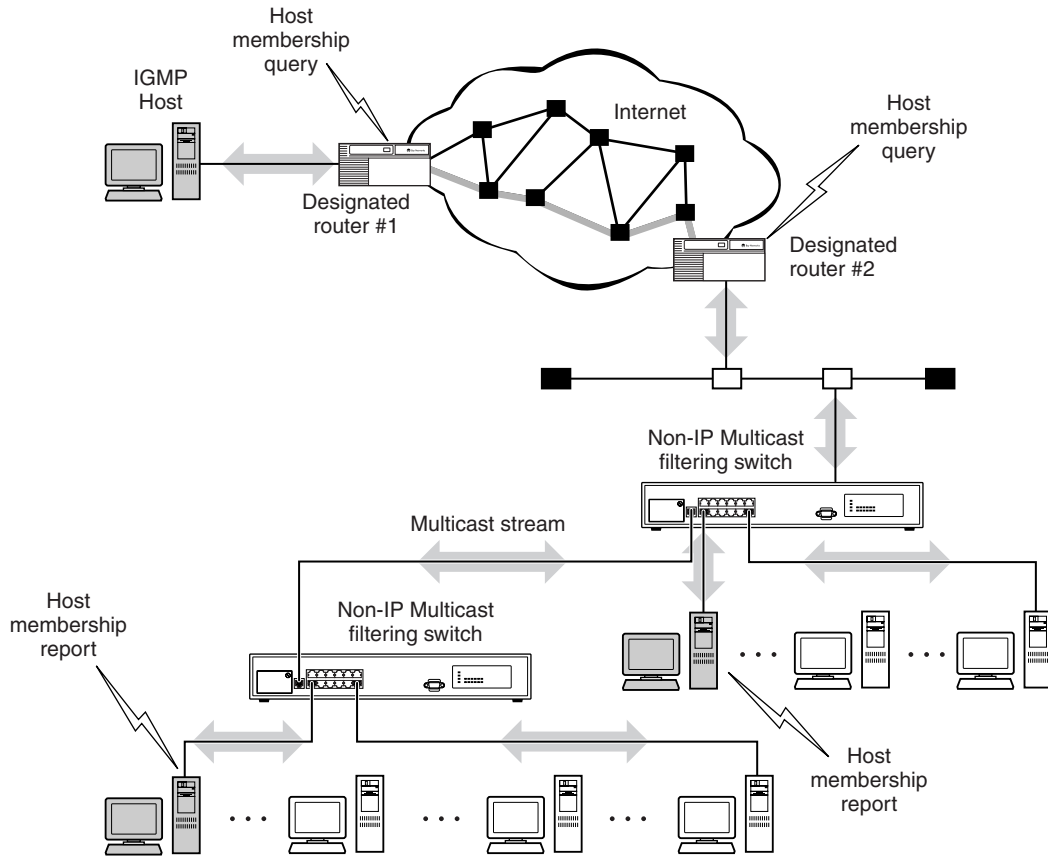 Host
membership
query
IGMP
Host
Internet
Host
membership
query
Designated
router #1
Designated
router #2
Non-IP Multicast
filtering switch
Multicast stream
Host
membership
report
Non-IP Multicast
filtering switch
Host
membership
report